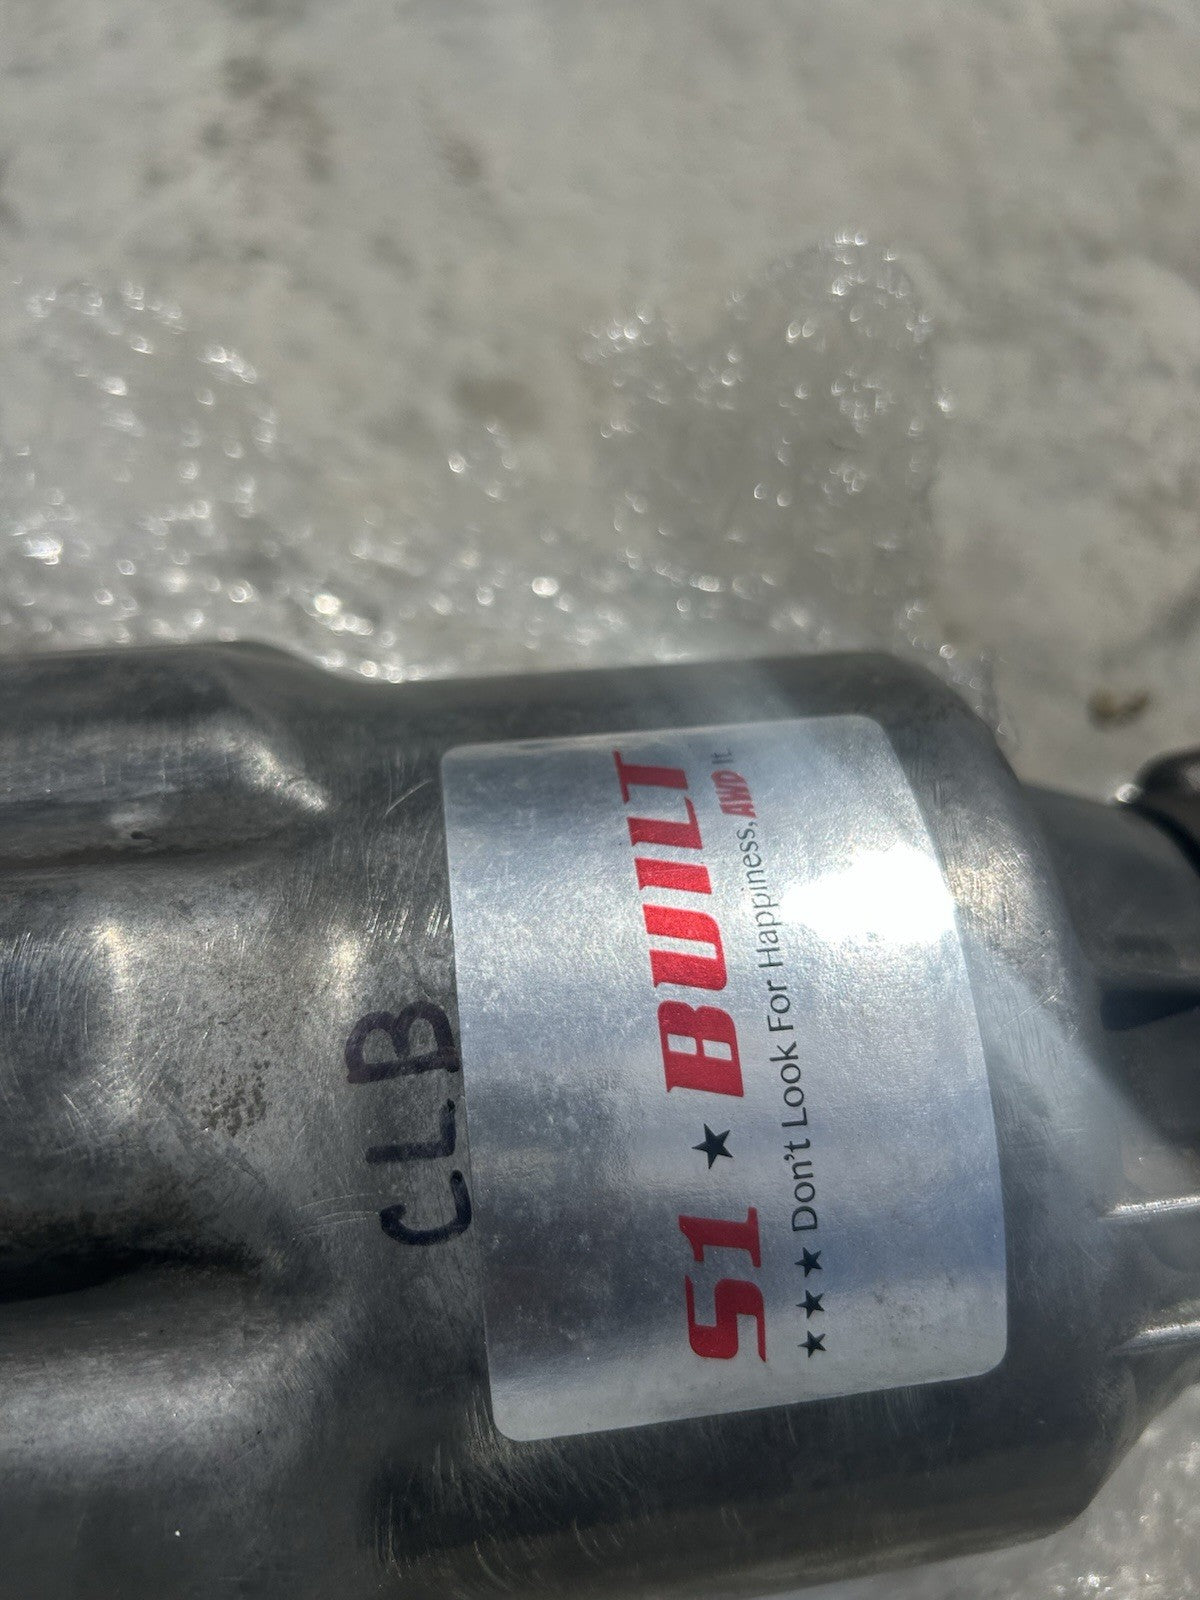 CLB
S1 ★ BUILT
★★★ Don't Look For Happiness, AWD It.